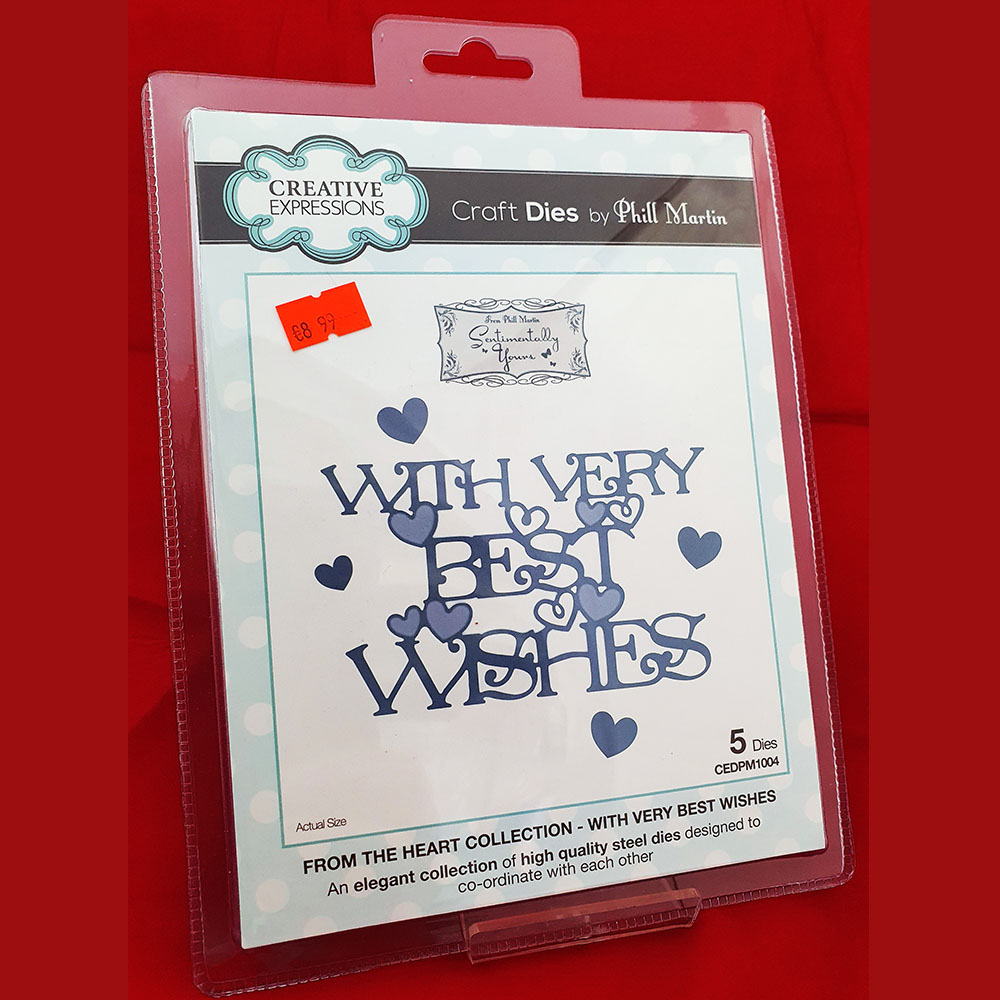 CREATIVE
EXPRESSIONS
Craft Dies by Phill Martin
€8 99
From Phill Martin
Sentimentally
Yours
WITH VERY
BEST
WISHES
5 Dies
CEDPM1004
Actual Size
FROM THE HEART COLLECTION - WITH VERY BEST WISHES
An elegant collection of high quality steel dies designed to
co-ordinate with each other